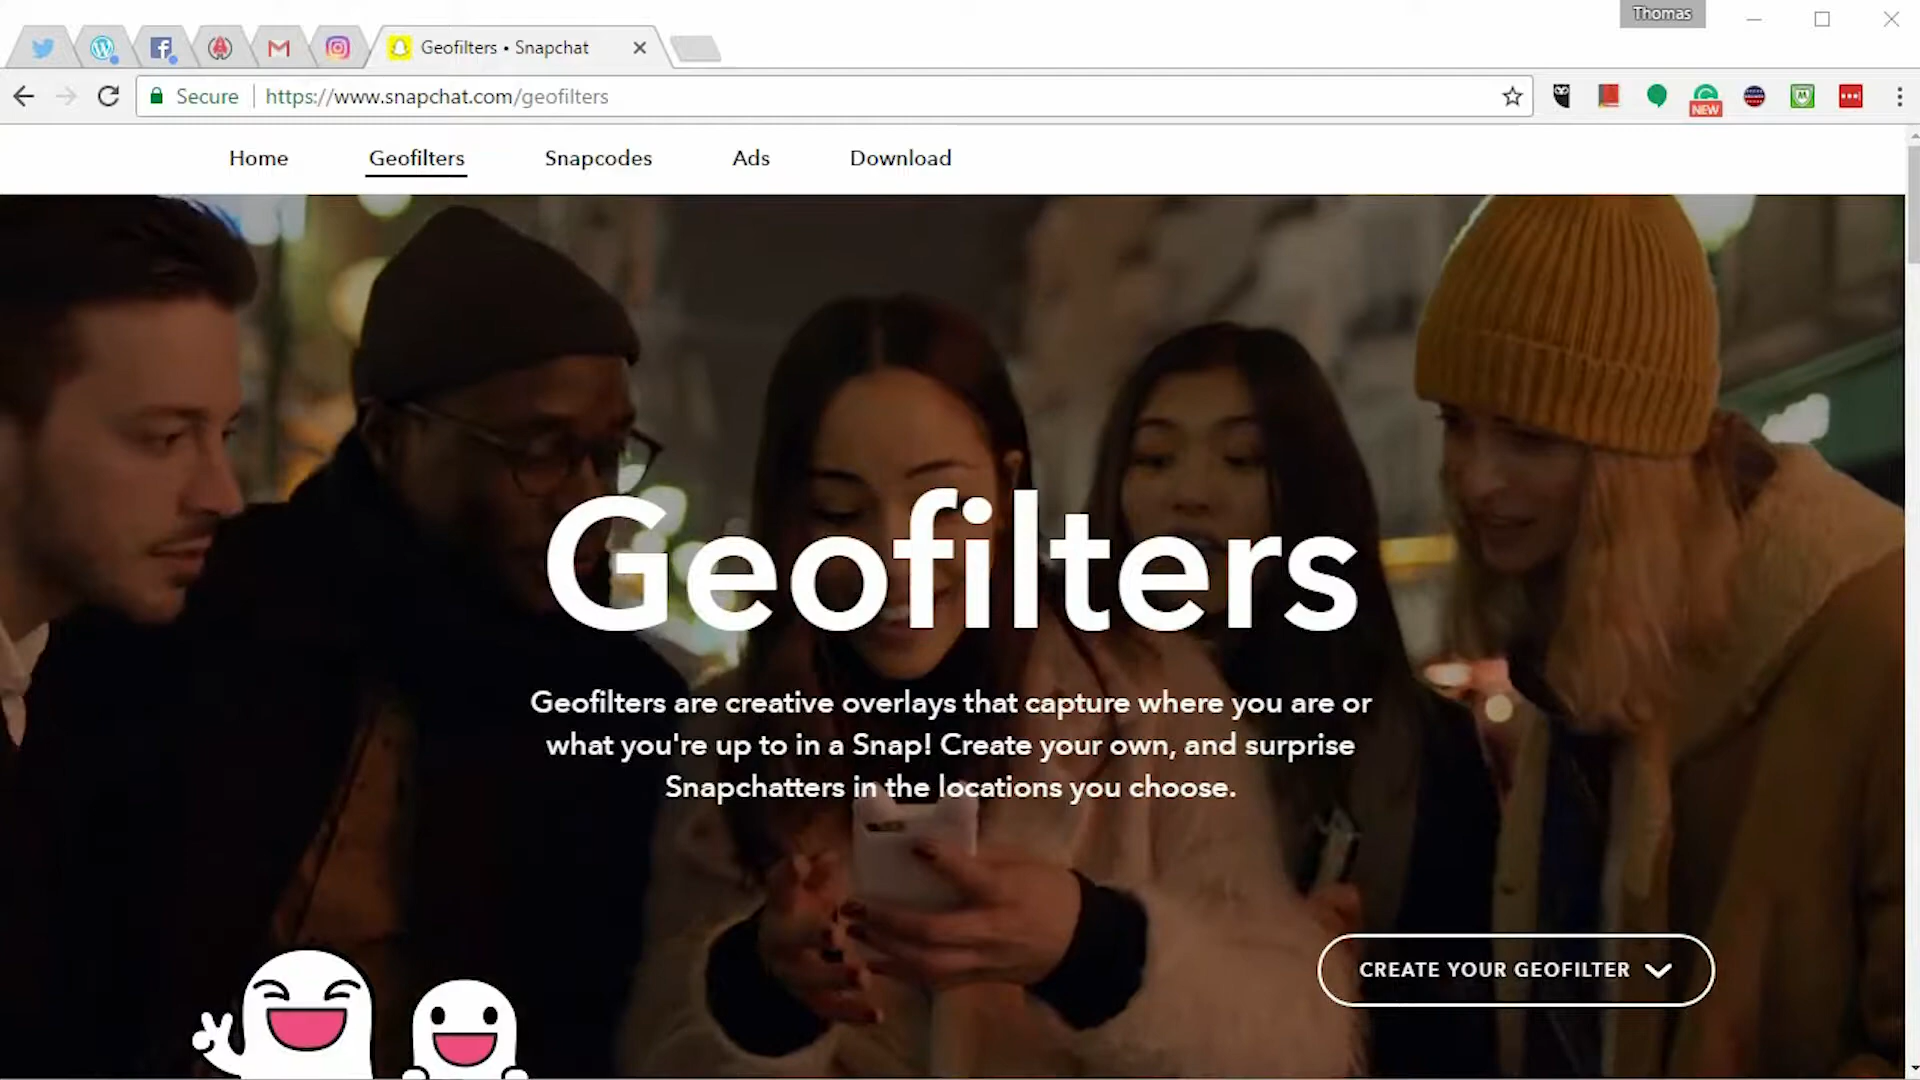 Thomas
Geofilters • Snapchat
Secure
https://www.snapchat.com/geofilters
NEW
Home
Geofilters
Snapcodes
Ads
Download
Geofilters
Geofilters are creative overlays that capture where you are or
what you're up to in a Snap! Create your own, and surprise
Snapchatters in the locations you choose.
CREATE YOUR GEOFILTER